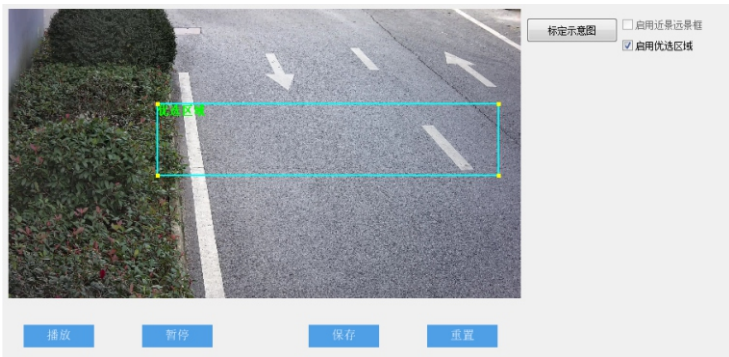 标定示意图
启用近景远景框
启用优选区域
优选区域
播放
暂停
保存
重置